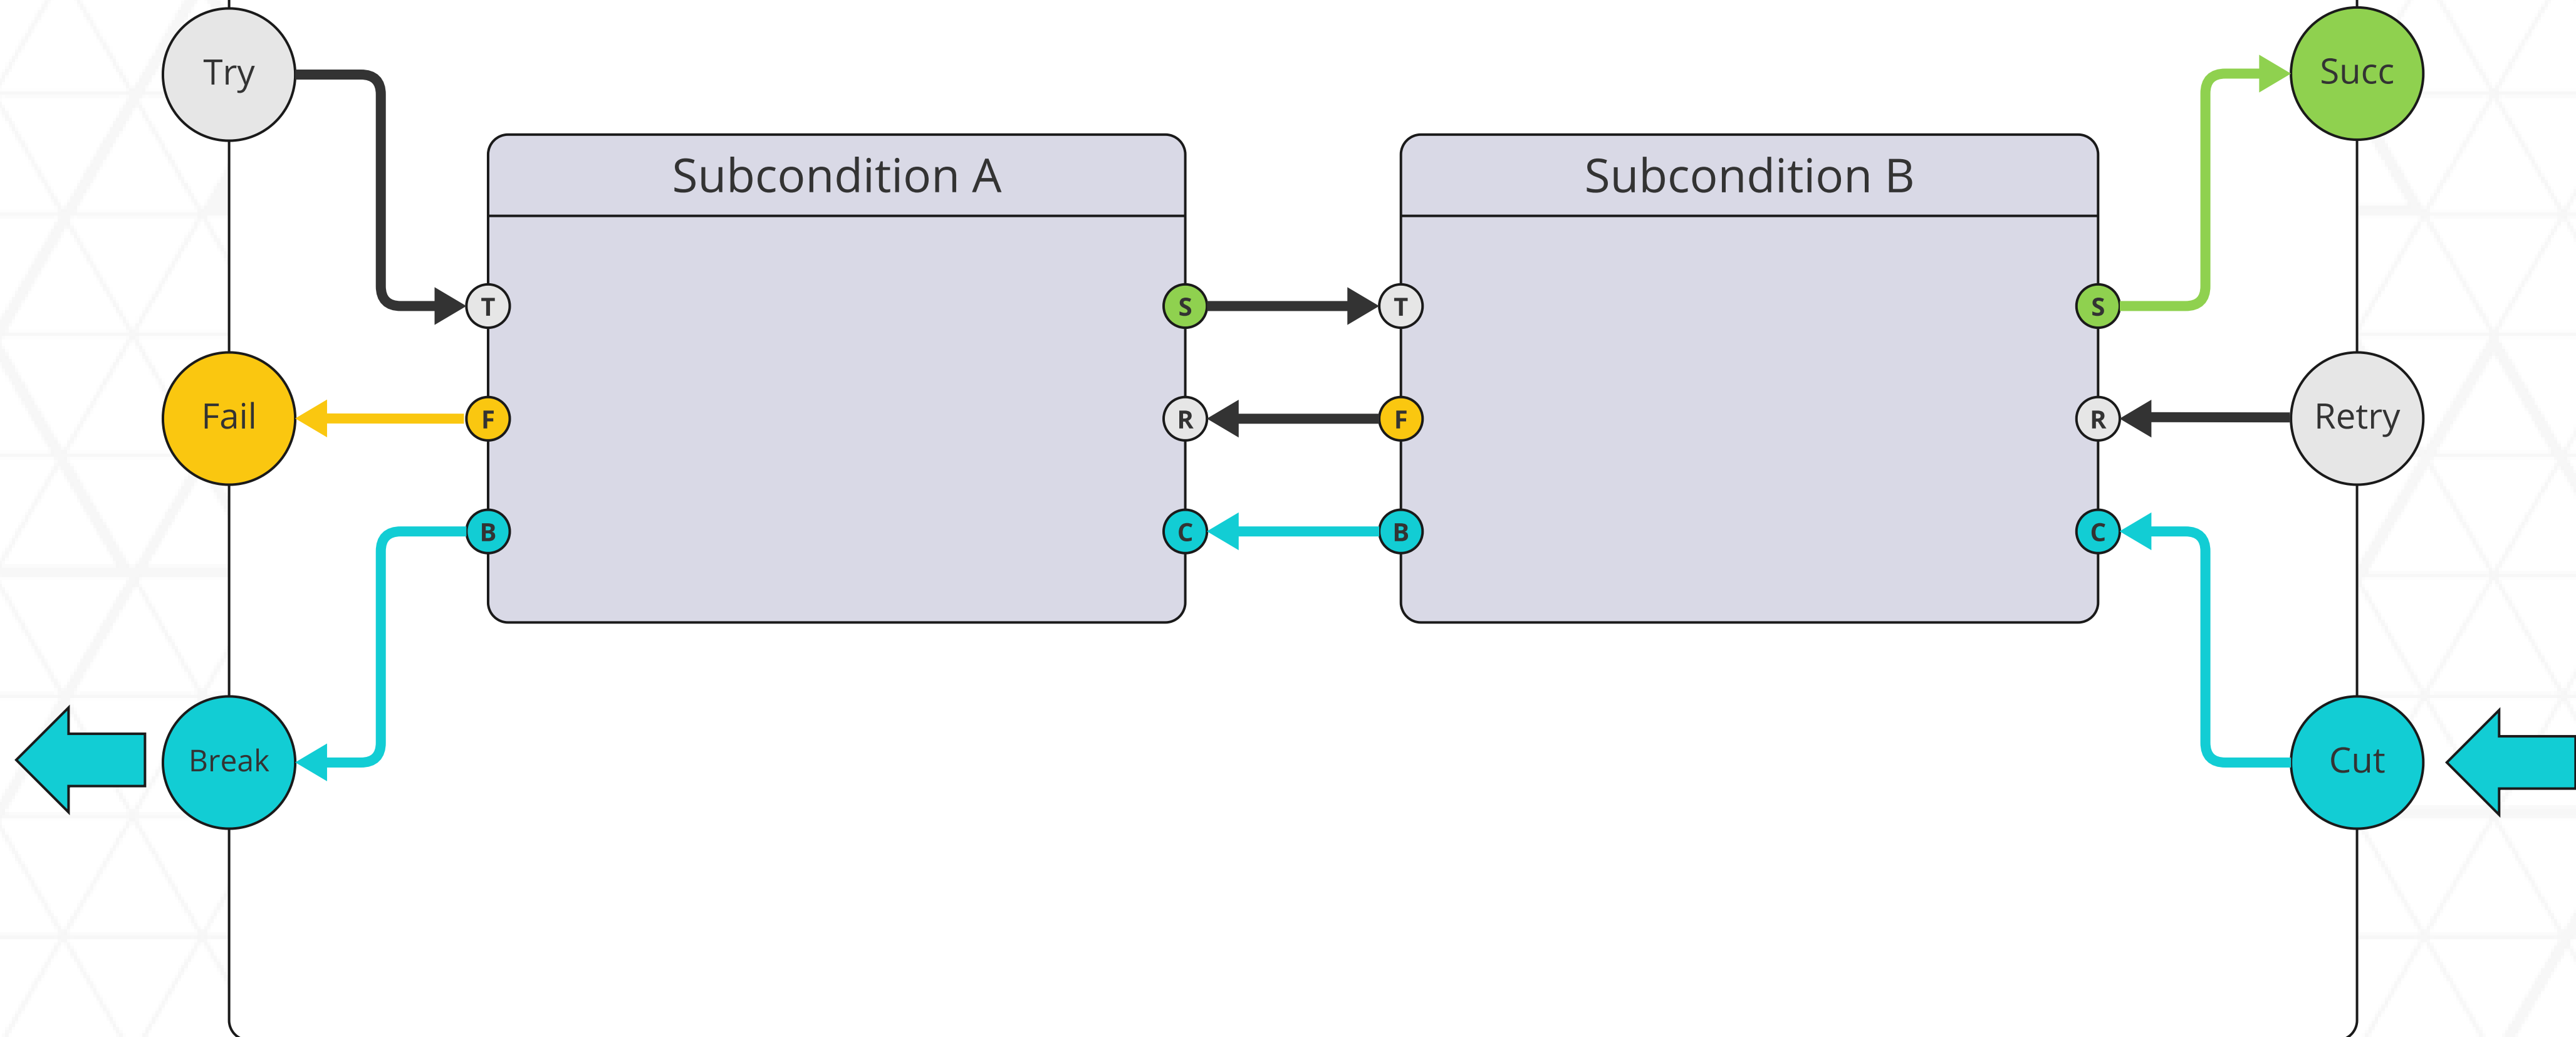 Try
Succ
Subcondition A
Subcondition B
T
S
T
S
Fail
F
R
F
R
Retry
B
C
B
C
Break
Cut